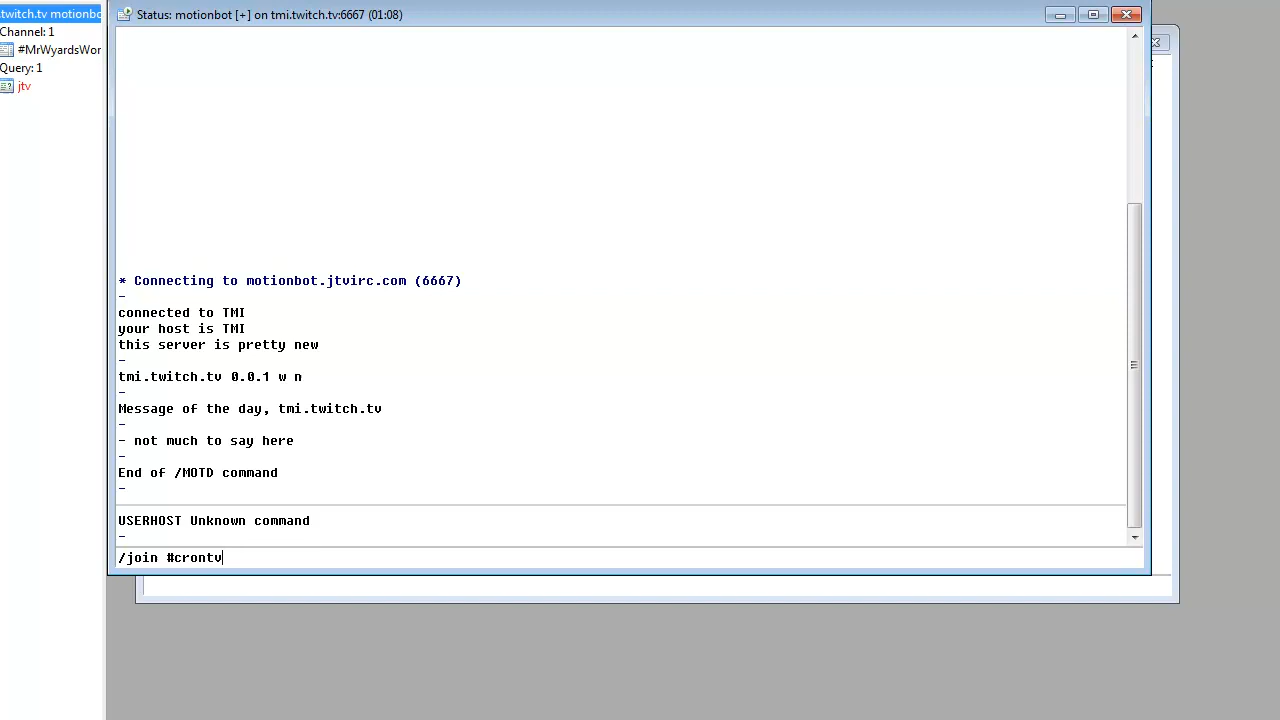 .twitch.tv motionbo
Channel: 1
#MrWyardsWor
Query: 1
jtv
Status: motionbot [+] on tmi.twitch.tv:6667 (01:08)
* Connecting to motionbot.jtvirc.com (6667)
-
connected to TMI
your host is TMI
this server is pretty new
-
tmi.twitch.tv 0.0.1 w n
-
Message of the day, tmi.twitch.tv
-
- not much to say here
-
End of /MOTD command
-
USERHOST Unknown command
-
/join #crontv